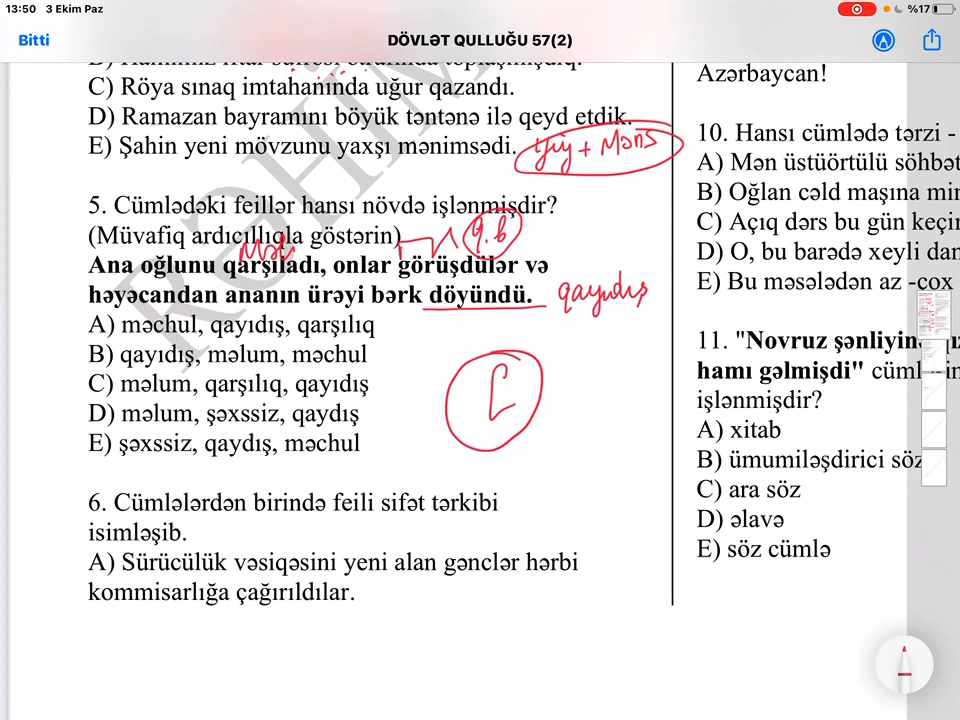 13:50 3 Ekim Paz
%17
Bitti
DÖVLƏT QULLUĞU 57(2)
C) Röya sınaq imtahanında uğur qazandı.
D) Ramazan bayramını böyük təntənə ilə qeyd etdik.
E) Şahin yeni mövzunu yaxşı mənimsədi.
yiy + Məns
5. Cümlədəki feillər hansı növdə işlənmişdir?
(Müvafiq ardıcıllıqla göstərin)
Məl
q.b
Ana oğlunu qarşıladı, onlar görüşdülər və
həyəcandan ananın ürəyi bərk döyündü.
qayıdış
A) məchul, qayıdış, qarşılıq
B) qayıdış, məlum, məchul
C) məlum, qarşılıq, qayıdış
D) məlum, şəxssiz, qaydış
E) şəxssiz, qaydış, məchul
C
6. Cümlələrdən birində feili sifət tərkibi
isimləşib.
A) Sürücülük vəsiqəsini yeni alan gənclər hərbi
kommisarlığa çağırıldılar.
Azərbaycan!
10. Hansı cümlədə tərzi -
A) Mən üstüörtülü söhbət
B) Oğlan cəld maşına min
C) Açıq dərs bu gün keçir
D) O, bu barədə xeyli dan
E) Bu məsələdən az -çox
11. "Novruz şənliyin
hamı gəlmişdi" cüml
işlənmişdir?
A) xitab
B) ümumiləşdirici söz
C) ara söz
D) əlavə
E) söz cümlə